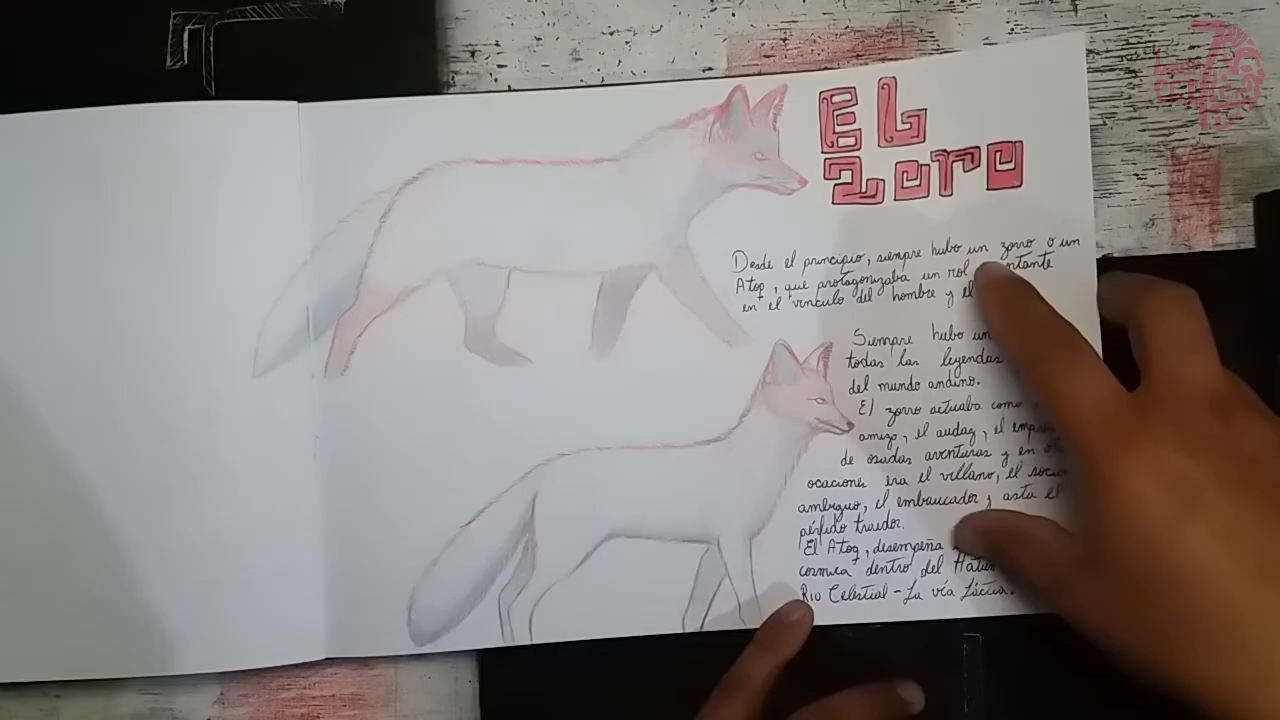 EL
Zorro
Desde el principio, siempre hubo un zorro o un
Atoq, que protagonizaba un rol
en el vinculo del hombre y el
Siempre hubo un
todas las leyendas
del mundo andino.
El zorro actuaba como
amigo, el audaz, el
de osadas aventuras y en
ocaciones era el villano, el socio
ambiguo, el embaucador y asta el
pérfido traidor.
El Atoq, desempeña
cosmica dentro del Hatun
Rio Celestial - La vía Láctea.